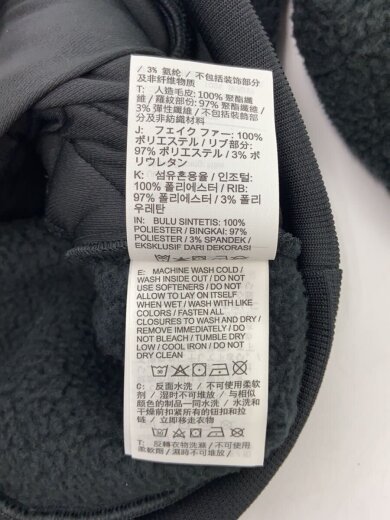 / 3% 氨纶 / 不包括装饰部分
及非纤维物质
T: 人造毛皮: 100% 聚酯纖
維 / 羅紋部份: 97% 聚酯纖維 /
3% 彈性纖維 / 不包括裝飾部
分及非紡織材料
J: フェイク ファー: 100%
ポリエステル / リブ部分:
97% ポリエステル / 3% ポ
リウレタン
K: 섬유혼용율 / 인조털:
100% 폴리에스터 / RIB:
97% 폴리에스터 / 3% 폴리
우레탄
IN: BULU SINTETIS: 100%
POLIESTER / BINGKAI: 97%
POLIESTER / 3% SPANDEK /
EKSKLUSIF DARI DEKORASI
E: MACHINE WASH COLD /
WASH INSIDE OUT / DO NOT
USE SOFTENERS / DO NOT
ALLOW TO LAY ON ITSELF
WHEN WET / WASH WITH LIKE
COLORS / FASTEN ALL
CLOSURES TO WASH AND DRY /
REMOVE IMMEDIATELY / DO
NOT BLEACH / TUMBLE DRY
LOW / COOL IRON / DO NOT
DRY CLEAN
C: 反面水洗 / 不可使用柔软
剂 / 湿时不可堆放 / 与相似
颜色的制品一同水洗 / 水洗和
干燥前扣紧所有的钮扣和拉
链 / 立即移走衣物
T: 反轉衣物洗滌 / 不可使用
柔軟劑 / 濕時不可堆放 /